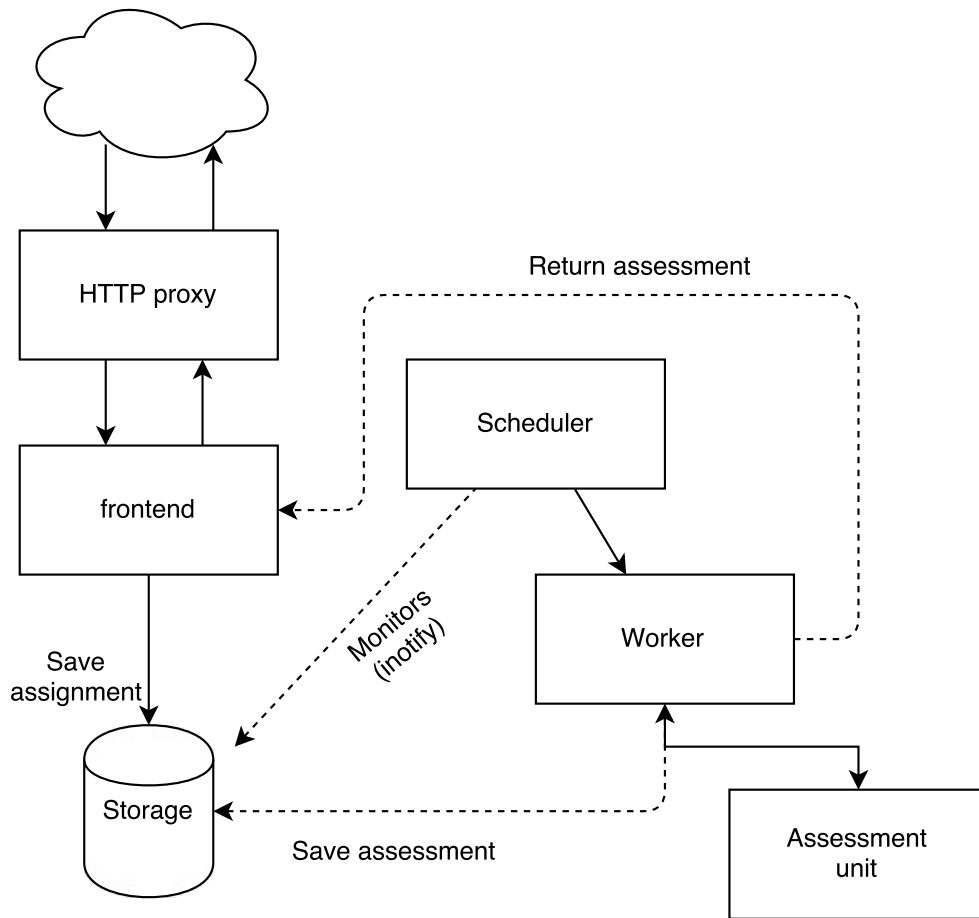 HTTP proxy
Return assessment
Scheduler
frontend
Monitors
(inotify)
Worker
Save
assignment
Storage
Save assessment
Assessment
unit